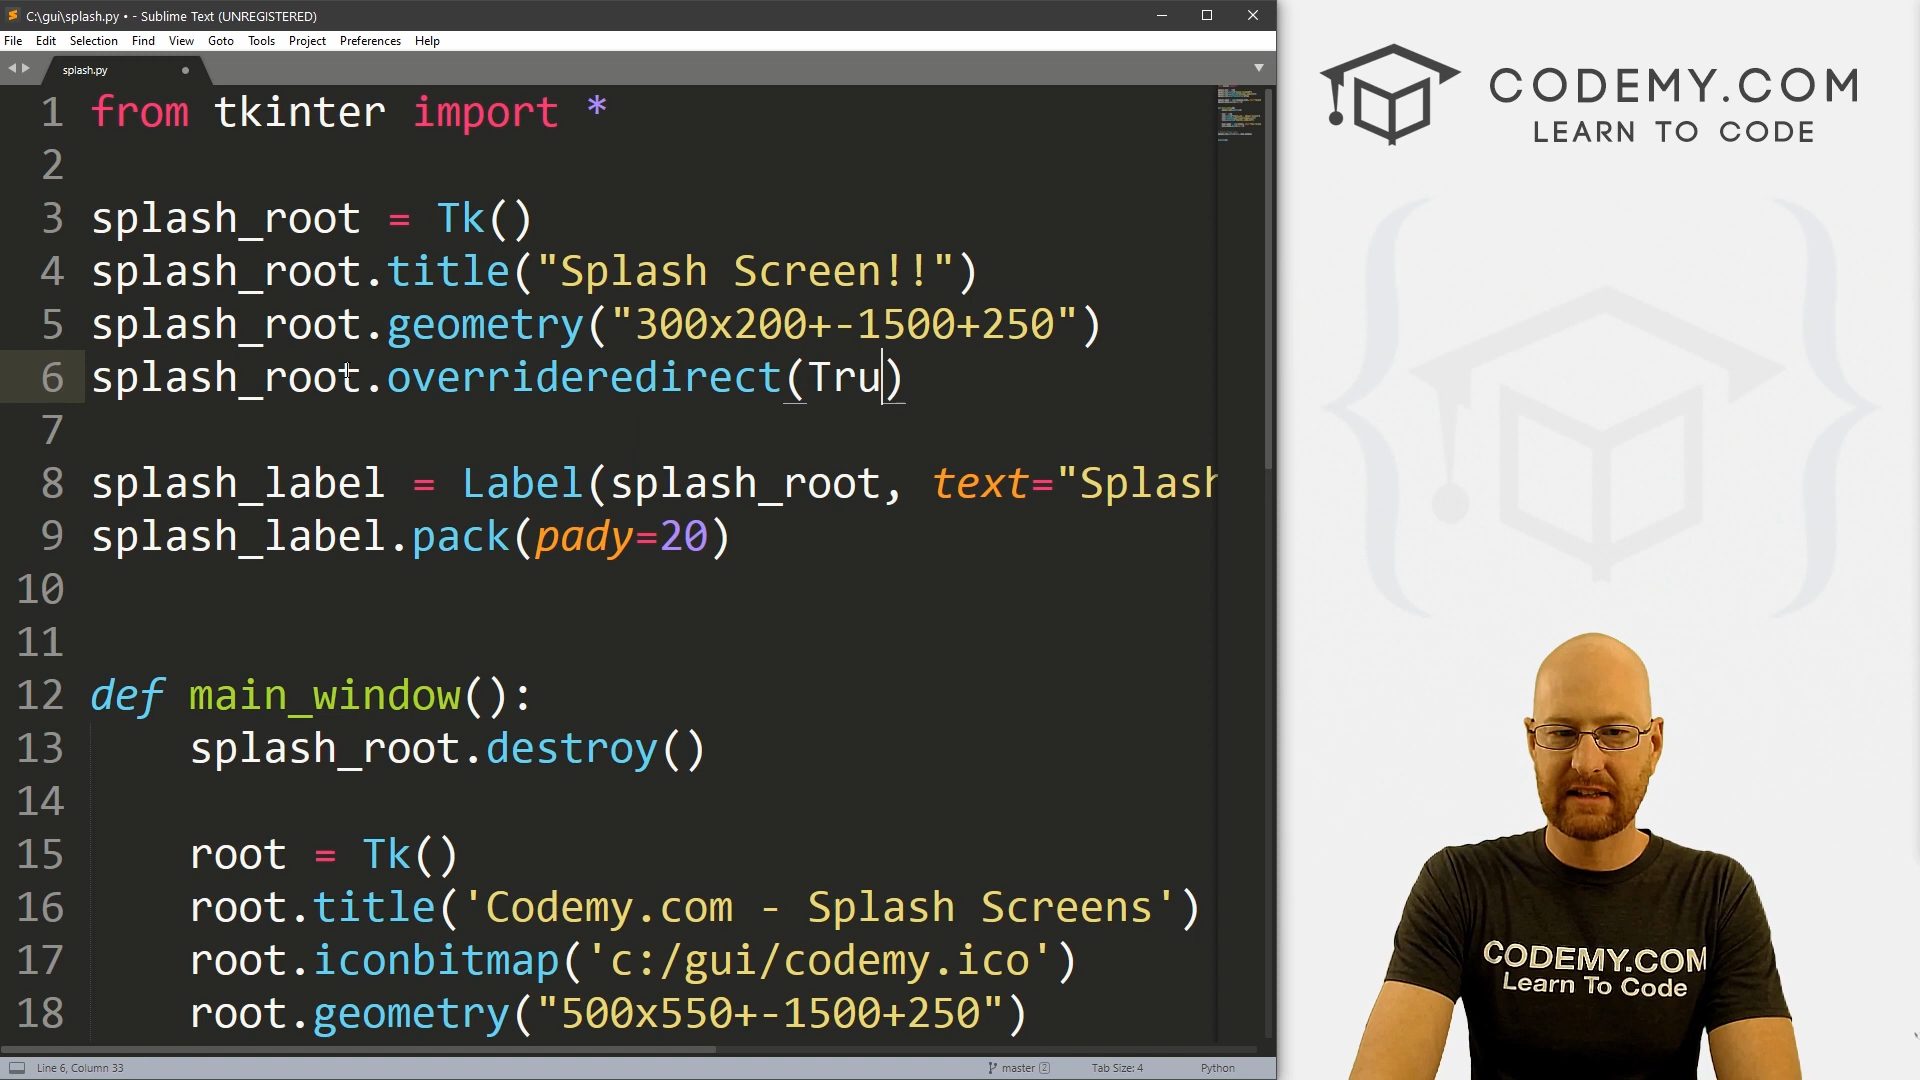 C:\gui\splash.py • - Sublime Text (UNREGISTERED)
File Edit Selection Find View Goto Tools Project Preferences Help
splash.py
1 from tkinter import *
2
3 splash_root = Tk()
4 splash_root.title("Splash Screen!!")
5 splash_root.geometry("300x200+-1500+250")
6 splash_root.overrideredirect(Tru)
7
8 splash_label = Label(splash_root, text="Splash
9 splash_label.pack(pady=20)
10
11
12 def main_window():
13 splash_root.destroy()
14
15 root = Tk()
16 root.title('Codemy.com - Splash Screens')
17 root.iconbitmap('c:/gui/codemy.ico')
18 root.geometry("500x550+-1500+250")
Line 6, Column 33
master 2
Tab Size: 4
Python
CODEMY.COM
LEARN TO CODE
CODEMY.COM
Learn To Code